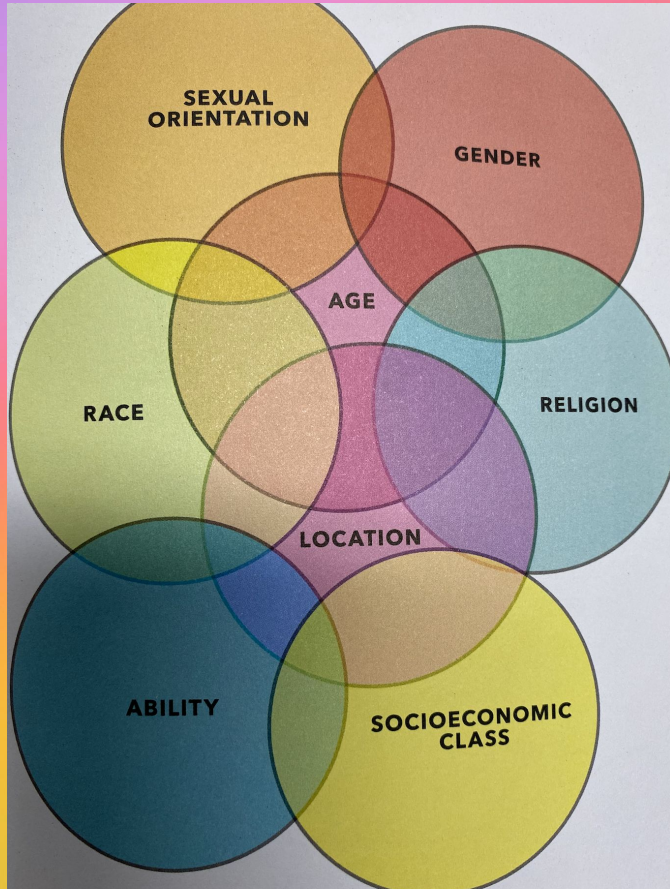 SEXUAL
ORIENTATION
GENDER
AGE
RELIGION
RACE
LOCATION
ABILITY
SOCIOECONOMIC
CLASS